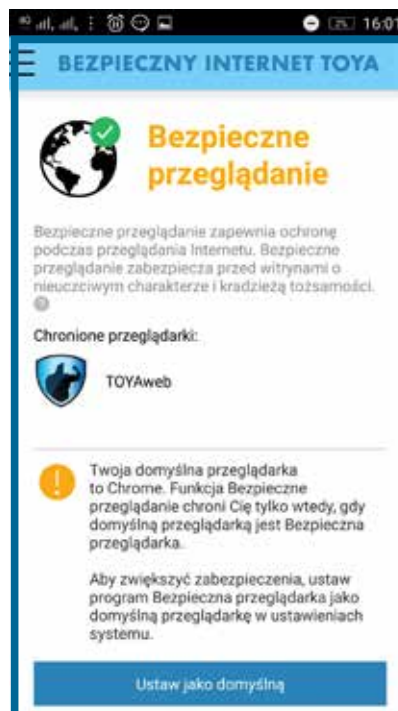 16:01
BEZPIECZNY INTERNET TOYA
Bezpieczne
przeglądanie
Bezpieczne przeglądanie zapewnia ochronę
podczas przeglądania Internetu. Bezpieczne
przeglądanie zabezpiecza przed witrynami o
nieuczciwym charakterze i kradzieżą tożsamości.
?
Chronione przeglądarki:
TOYAweb
!
Twoja domyślna przeglądarka
to Chrome. Funkcja Bezpieczne
przeglądanie chroni Cię tylko wtedy, gdy
domyślną przeglądarką jest Bezpieczna
przeglądarka.
Aby zwiększyć zabezpieczenia, ustaw
program Bezpieczna przeglądarka jako
domyślną przeglądarkę w ustawieniach
systemu.
Ustaw jako domyślną